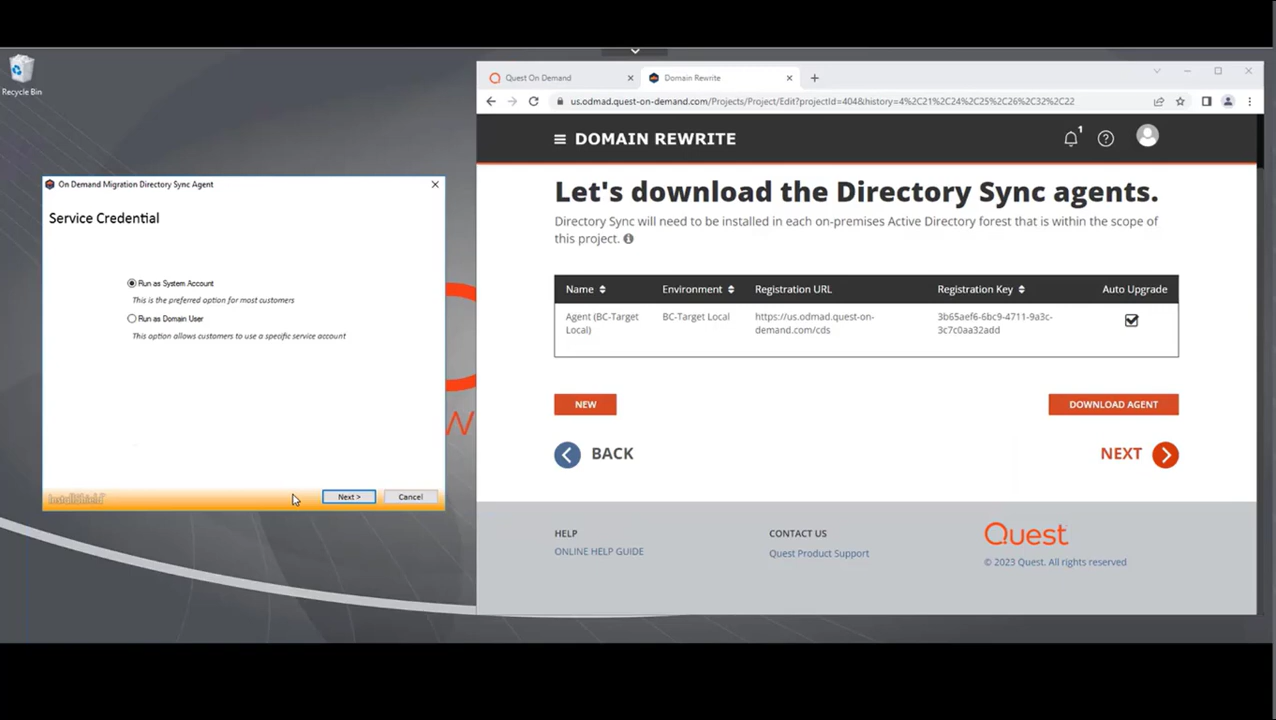 Recycle Bin
On Demand Migration Directory Sync Agent
Service Credential
Run as System Account
This is the preferred option for most customers
Run as Domain User
This option allows customers to use a specific service account
InstallShield
Next >
Cancel
W
Quest On Demand
Domain Rewrite
us.odmad.quest-on-demand.com/Projects/Project/Edit?projectId=404&history=4%2C21%2C24%2C25%2C26%2C32%2C22
DOMAIN REWRITE
1
Let's download the Directory Sync agents.
Directory Sync will need to be installed in each on-premises Active Directory forest that is within the scope of
this project.
Name Environment Registration URL Registration Key Auto Upgrade
Agent (BC-Target BC-Target Local https://us.odmad.quest-on- 3b65aef6-6bc9-4711-9a3c-
Local) demand.com/cds 3c7c0aa32add
NEW
DOWNLOAD AGENT
BACK
NEXT
HELP
ONLINE HELP GUIDE
CONTACT US
Quest Product Support
Quest
© 2023 Quest. All rights reserved